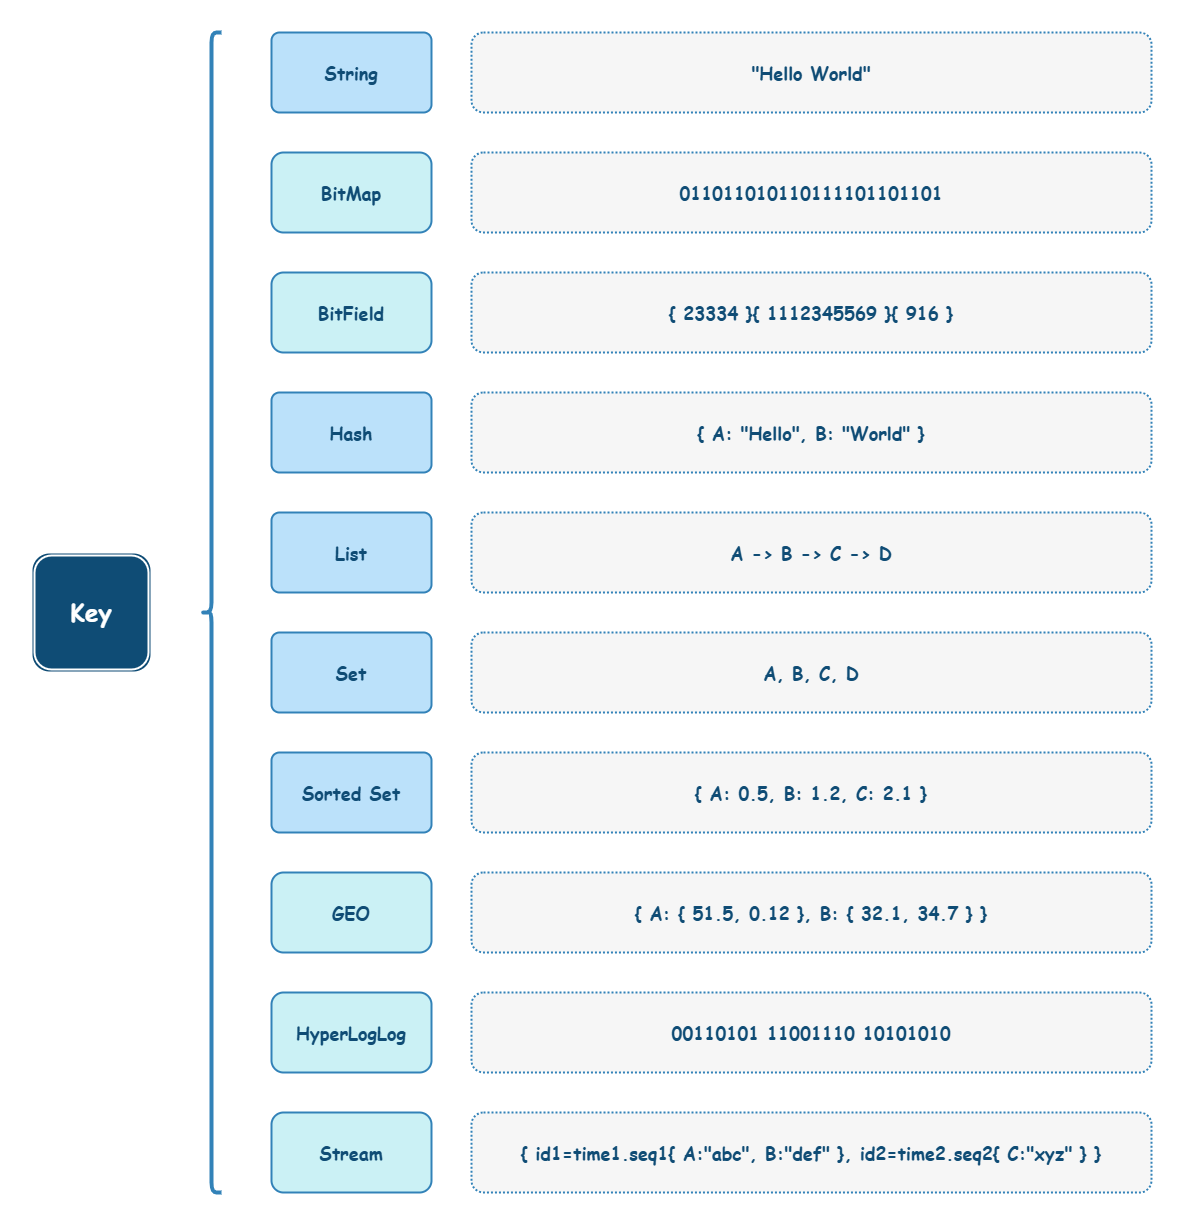 String
"Hello World"
BitMap
011011010110111101101101
BitField
{ 23334 }{ 1112345569 }{ 916 }
Hash
{ A: "Hello", B: "World" }
List
A -> B -> C -> D
Key
Set
A, B, C, D
Sorted Set
{ A: 0.5, B: 1.2, C: 2.1 }
GEO
{ A: { 51.5, 0.12 }, B: { 32.1, 34.7 } }
HyperLogLog
00110101 11001110 10101010
Stream
{ id1=time1.seq1{ A:"abc", B:"def" }, id2=time2.seq2{ C:"xyz" } }